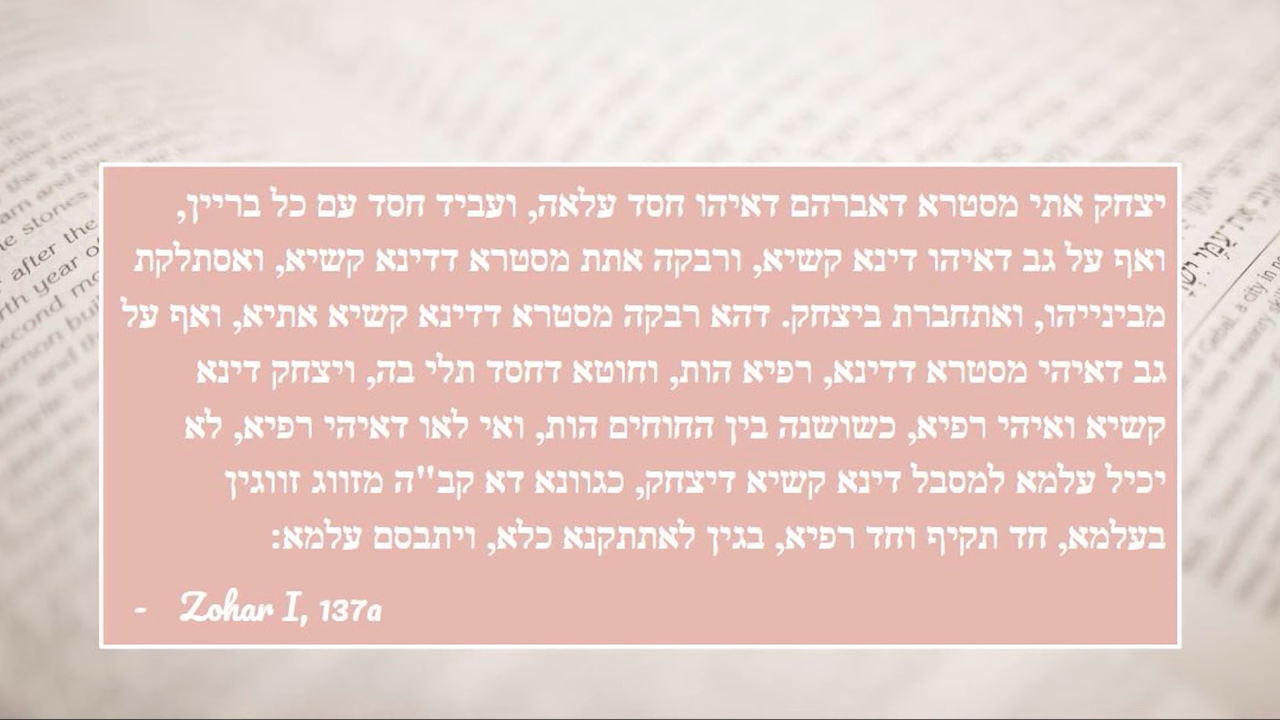 יצחק אתי מסטרא דאברהם דאיהו חסד עלאה, ועביד חסד עם כל בריין,
ואף על גב דאיהו דינא קשיא, ורבקה אתת מסטרא דדינא קשיא, ואסתלקת
מבינייהו, ואתחברת ביצחק. דהא רבקה מסטרא דדינא קשיא אתיא, ואף על
גב דאיהי מסטרא דדינא, רפיא הות, וחוטא דחסד תלי בה, ויצחק דינא
קשיא ואיהי רפיא, כשושנה בין החוחים הות, ואי לאו דאיהי רפיא, לא
יכיל עלמא למסבל דינא קשיא דיצחק, כגוונא דא קב"ה מזווג זווגין
בעלמא, חד תקיף וחד רפיא, בגין לאתתקנא כלא, ויתבסם עלמא:
- Zohar I, 137a